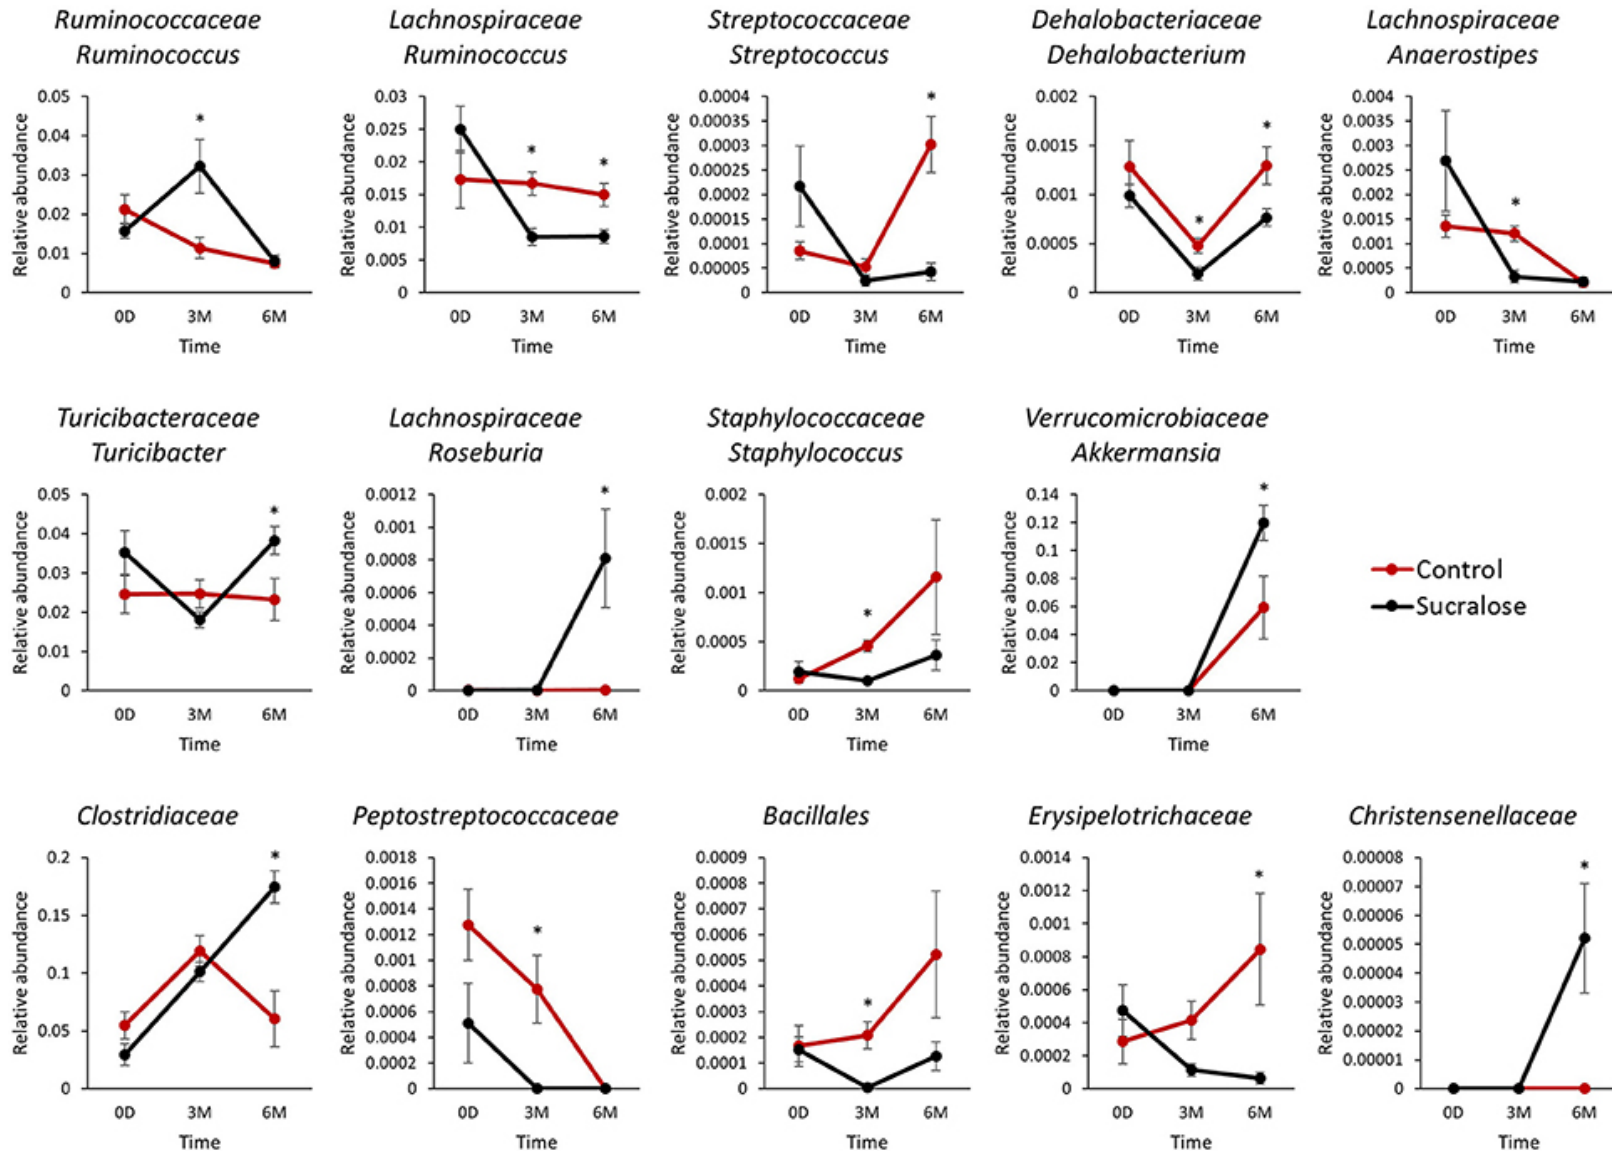 Ruminococcaceae
Ruminococcus
Relative abundance
0.05
0.04
0.03
0.02
0.01
0
0D 3M 6M
Time
Lachnospiraceae
Ruminococcus
Relative abundance
0.03
0.025
0.02
0.015
0.01
0.005
0
0D 3M 6M
Time
*
*
Streptococcaceae
Streptococcus
Relative abundance
0.0004
0.00035
0.0003
0.00025
0.0002
0.00015
0.0001
0.00005
0
0D 3M 6M
Time
*
Dehalobacteriaceae
Dehalobacterium
Relative abundance
0.002
0.0015
0.001
0.0005
0
0D 3M 6M
Time
*
*
Lachnospiraceae
Anaerostipes
Relative abundance
0.004
0.0035
0.003
0.0025
0.002
0.0015
0.001
0.0005
0
0D 3M 6M
Time
*
Turicibacteraceae
Turicibacter
Relative abundance
0.05
0.04
0.03
0.02
0.01
0
0D 3M 6M
Time
*
Lachnospiraceae
Roseburia
Relative abundance
0.0012
0.001
0.0008
0.0006
0.0004
0.0002
0
0D 3M 6M
Time
*
Staphylococcaceae
Staphylococcus
Relative abundance
0.002
0.0015
0.001
0.0005
0
0D 3M 6M
Time
*
Verrucomicrobiaceae
Akkermansia
Relative abundance
0.14
0.12
0.1
0.08
0.06
0.04
0.02
0
0D 3M 6M
Time
*
Control
Sucralose
Clostridiaceae
Relative abundance
0.2
0.15
0.1
0.05
0
0D 3M 6M
Time
*
Peptostreptococcaceae
Relative abundance
0.0018
0.0016
0.0014
0.0012
0.001
0.0008
0.0006
0.0004
0.0002
0
0D 3M 6M
Time
*
Bacillales
Relative abundance
0.0009
0.0008
0.0007
0.0006
0.0005
0.0004
0.0003
0.0002
0.0001
0
0D 3M 6M
Time
*
Erysipelotrichaceae
Relative abundance
0.0014
0.0012
0.001
0.0008
0.0006
0.0004
0.0002
0
0D 3M 6M
Time
*
Christensenellaceae
Relative abundance
0.00008
0.00007
0.00006
0.00005
0.00004
0.00003
0.00002
0.00001
0
0D 3M 6M
Time
*